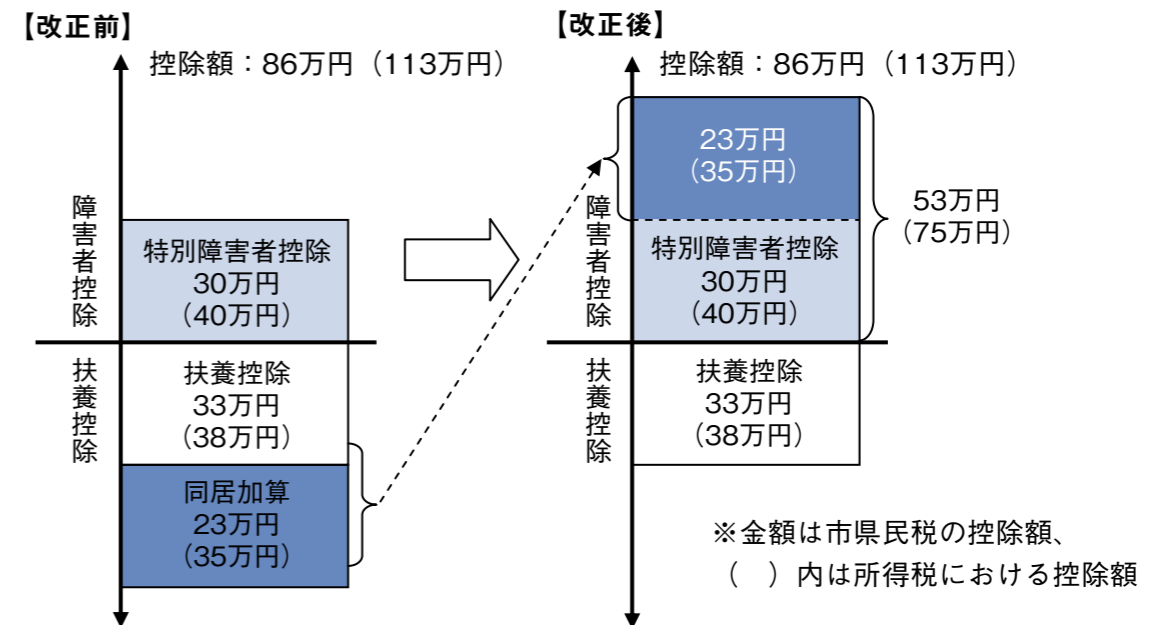 【改正前】
控除額：86万円（113万円）
障害者控除
特別障害者控除
30万円
（40万円）
扶養控除
扶養控除
33万円
（38万円）
同居加算
23万円
（35万円）
【改正後】
控除額：86万円（113万円）
23万円
（35万円）
障害者控除
特別障害者控除
30万円
（40万円）
53万円
（75万円）
扶養控除
扶養控除
33万円
（38万円）
※金額は市県民税の控除額、
（　）内は所得税における控除額